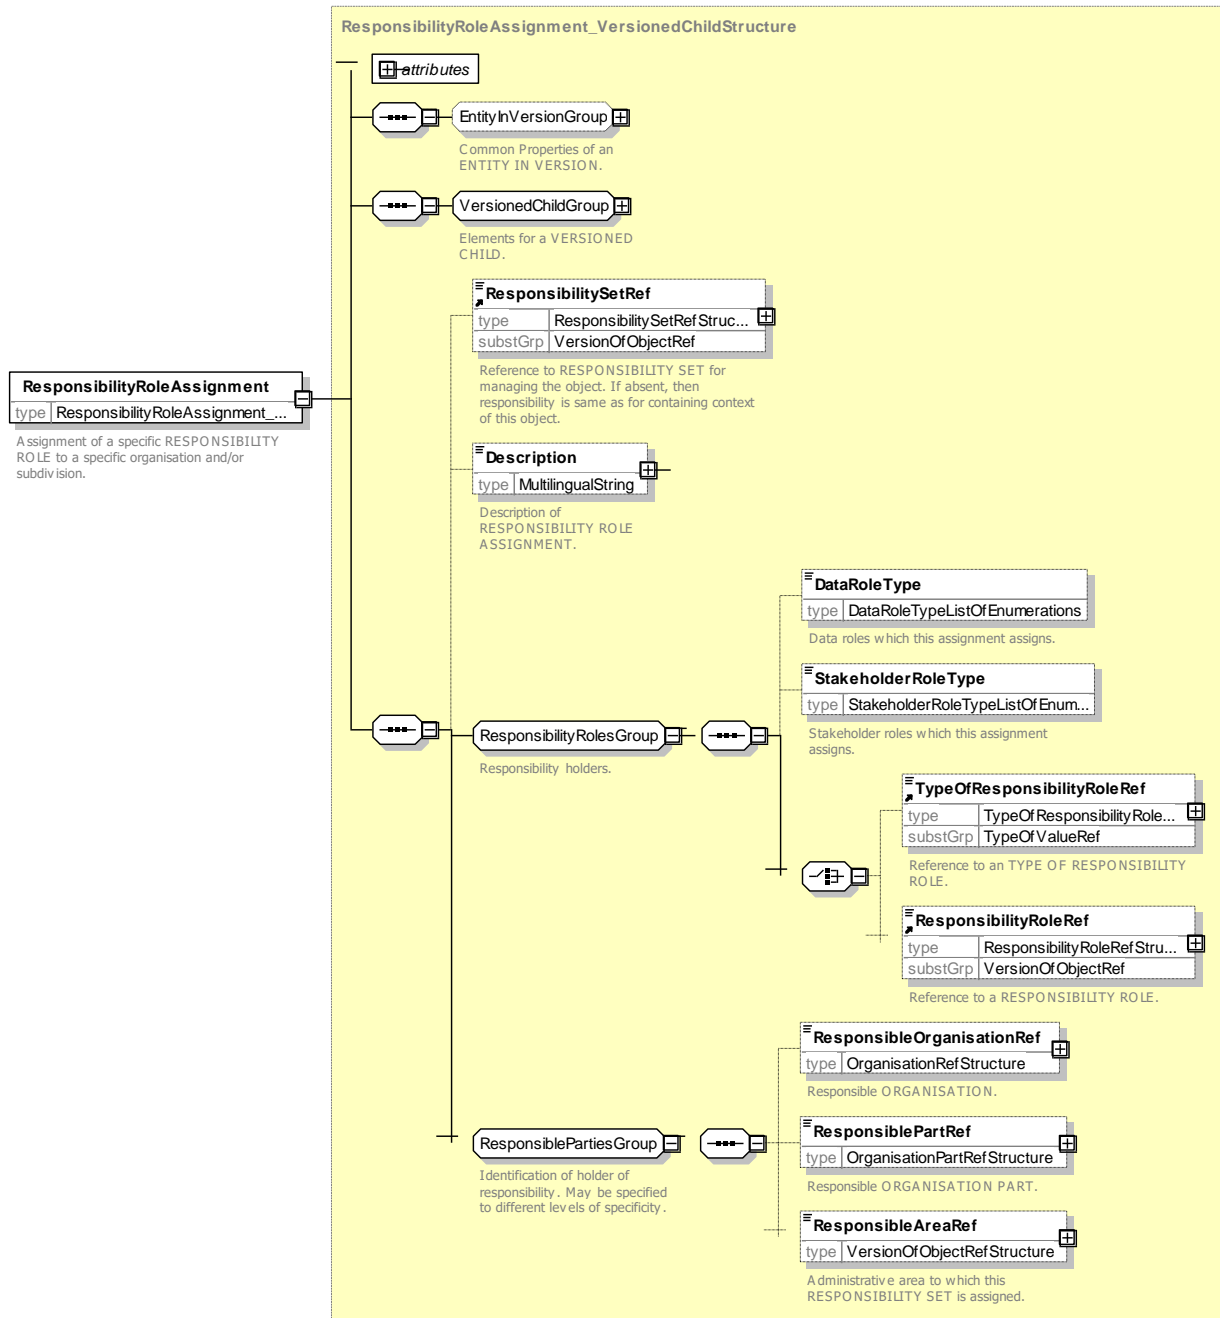 ResponsibilityRoleAssignment_VersionedChildStructure
attributes
EntityInVersionGroup
Common Properties of an
ENTITY IN VERSION.
VersionedChildGroup
Elements for a VERSIONED
CHILD.
ResponsibilitySetRef
type ResponsibilitySetRefStruc...
substGrp VersionOfObjectRef
Reference to RESPONSIBILITY SET for
managing the object. If absent, then
responsibility is same as for containing context
of this object.
ResponsibilityRoleAssignment
type ResponsibilityRoleAssignment_...
Assignment of a specific RESPONSIBILITY
ROLE to a specific organisation and/or
subdivision.
Description
type MultilingualString
Description of
RESPONSIBILITY ROLE
ASSIGNMENT.
DataRoleType
type DataRoleTypeListOfEnumerations
Data roles which this assignment assigns.
StakeholderRoleType
type StakeholderRoleTypeListOfEnum...
Stakeholder roles which this assignment
assigns.
ResponsibilityRolesGroup
Responsibility holders.
TypeOfResponsibilityRoleRef
type TypeOfResponsibilityRole...
substGrp TypeOfValueRef
Reference to an TYPE OF RESPONSIBILITY
ROLE.
ResponsibilityRoleRef
type ResponsibilityRoleRefStru...
substGrp VersionOfObjectRef
Reference to a RESPONSIBILITY ROLE.
ResponsibleOrganisationRef
type OrganisationRefStructure
Responsible ORGANISATION.
ResponsiblePartiesGroup
Identification of holder of
responsibility. May be specified
to different levels of specificity.
ResponsiblePartRef
type OrganisationPartRefStructure
Responsible ORGANISATION PART.
ResponsibleAreaRef
type VersionOfObjectRefStructure
Administrative area to which this
RESPONSIBILITY SET is assigned.